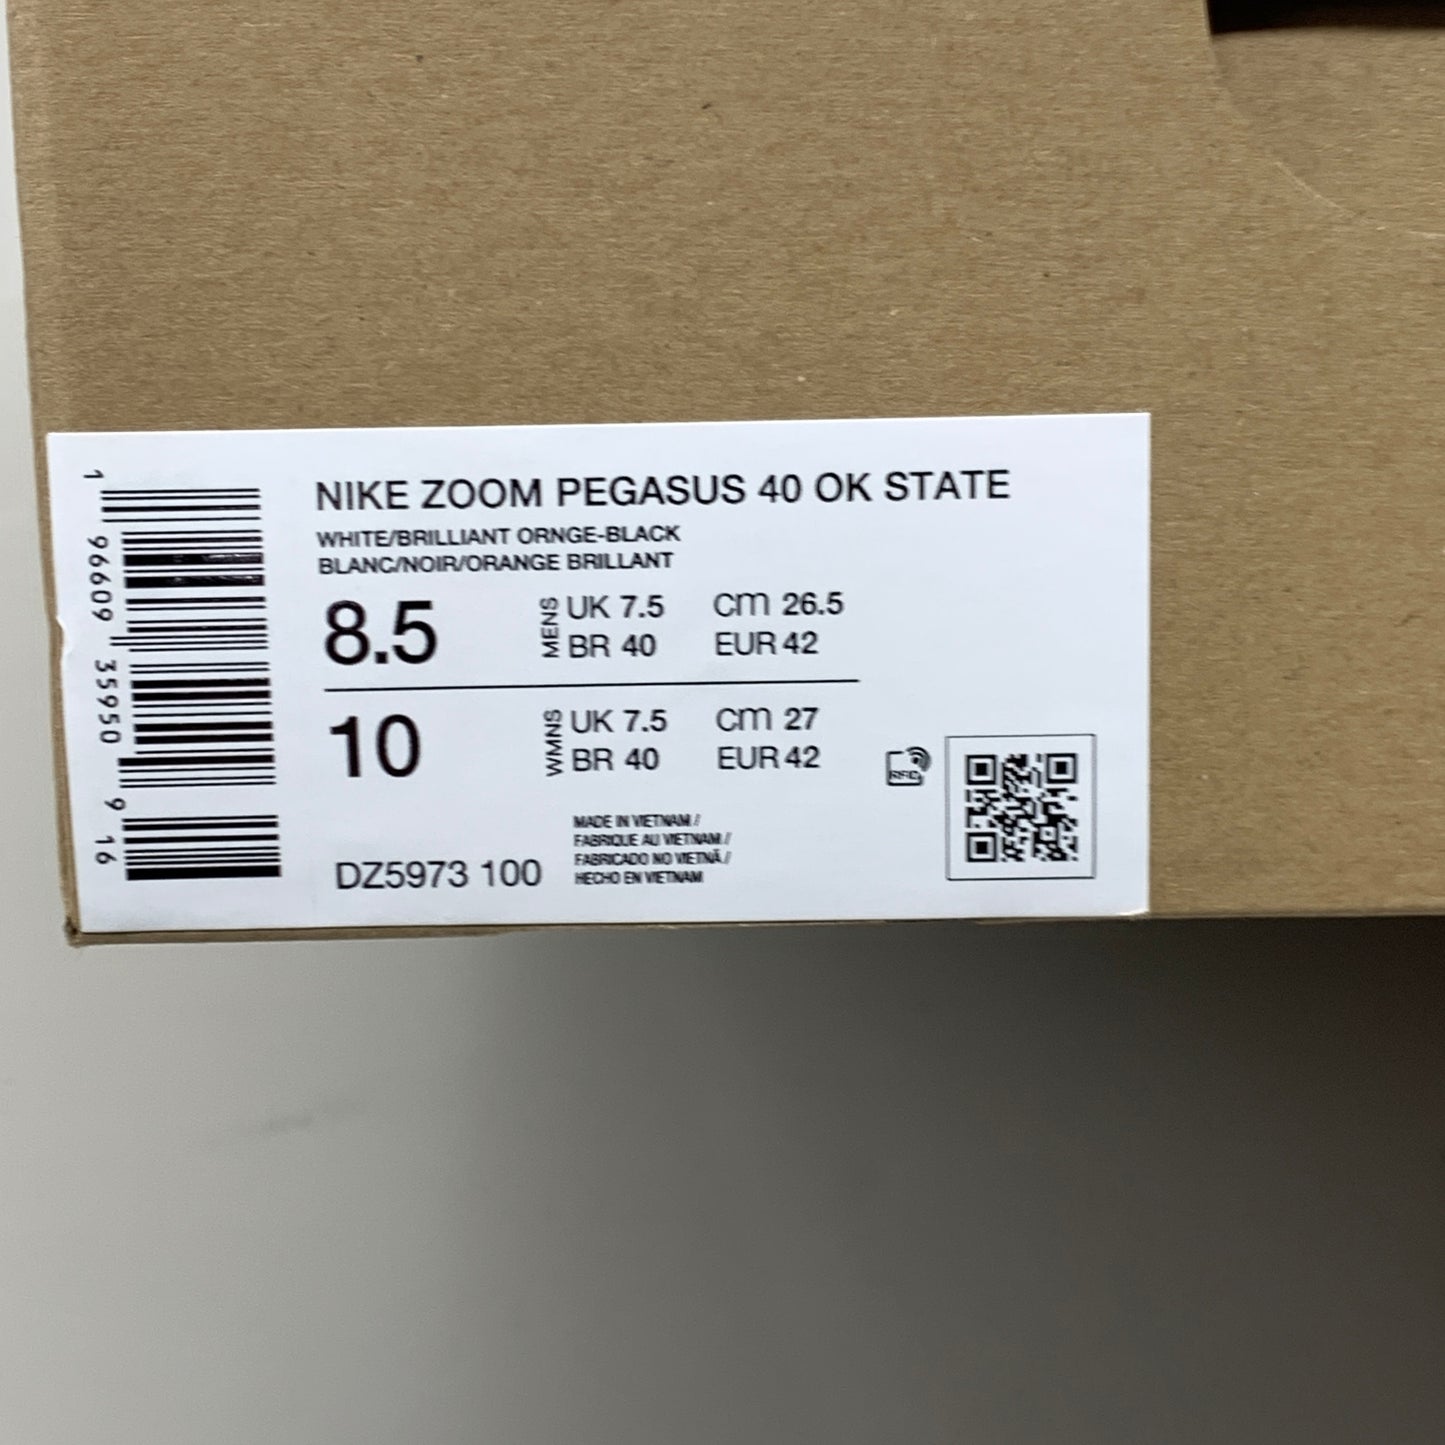 NIKE ZOOM PEGASUS 40 OK STATE
WHITE/BRILLIANT ORNGE-BLACK
BLANC/NOIR/ORANGE BRILLANT
8.5 MENS UK 7.5 CM 26.5
BR 40 EUR 42
10 WMNS UK 7.5 CM 27
BR 40 EUR 42
RFID
MADE IN VIETNAM /
FABRIQUE AU VIETNAM /
FABRICADO NO VIETNÃ /
HECHO EN VIETNAM
DZ5973 100
1 96609 35950 9 16